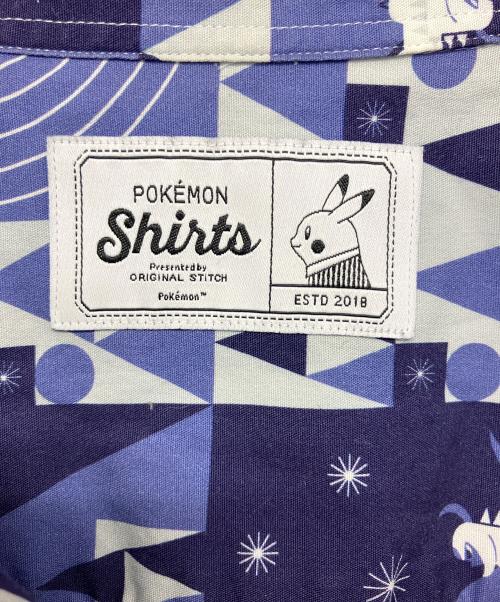 POKÉMON
Shirts
Presented by
ORIGINAL STITCH
Pokémon™
ESTD 2018